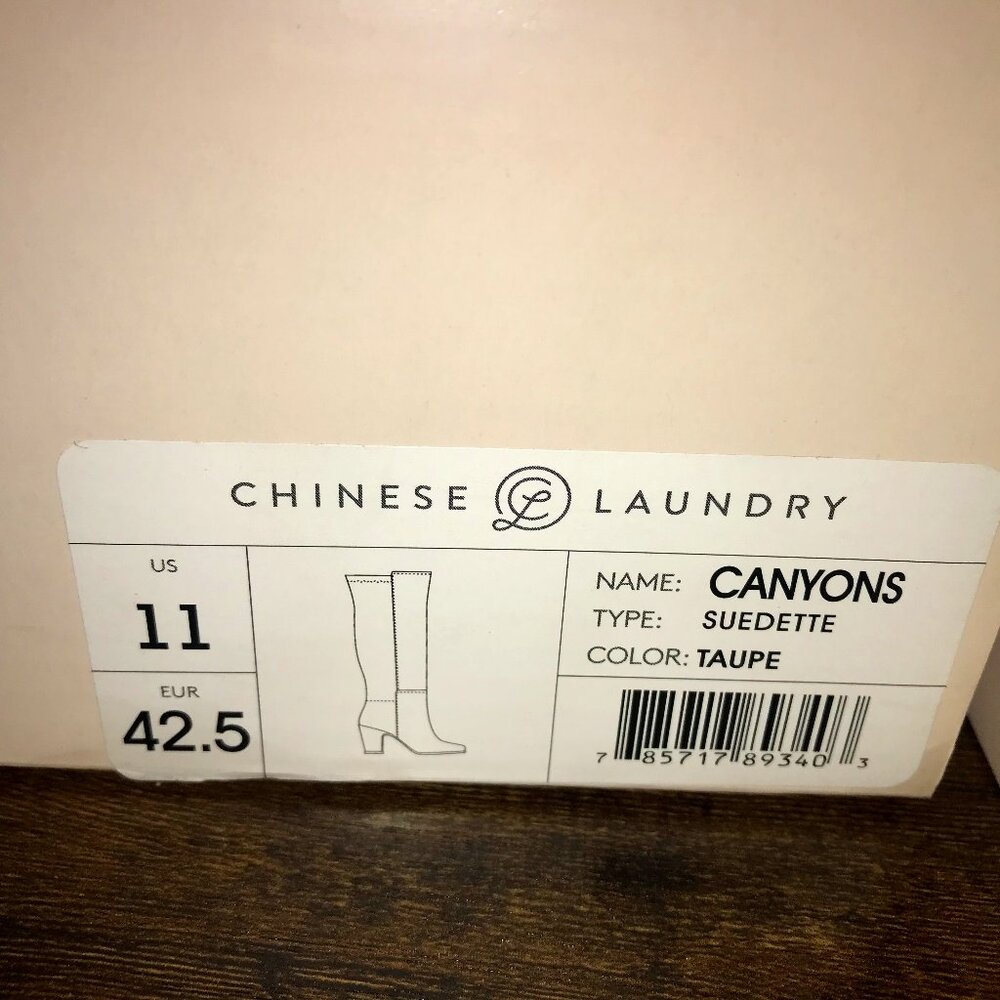 CHINESE LAUNDRY
US
11
EUR
42.5
NAME: CANYONS
TYPE: SUEDETTE
COLOR: TAUPE
7 85717 89340 3